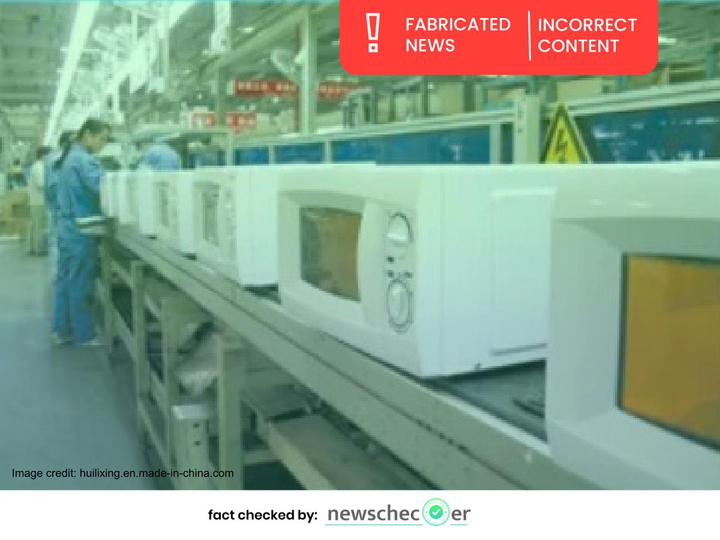 ! FABRICATED NEWS
INCORRECT CONTENT
Image credit: huilixing.en.made-in-china.com
fact checked by: newschecker